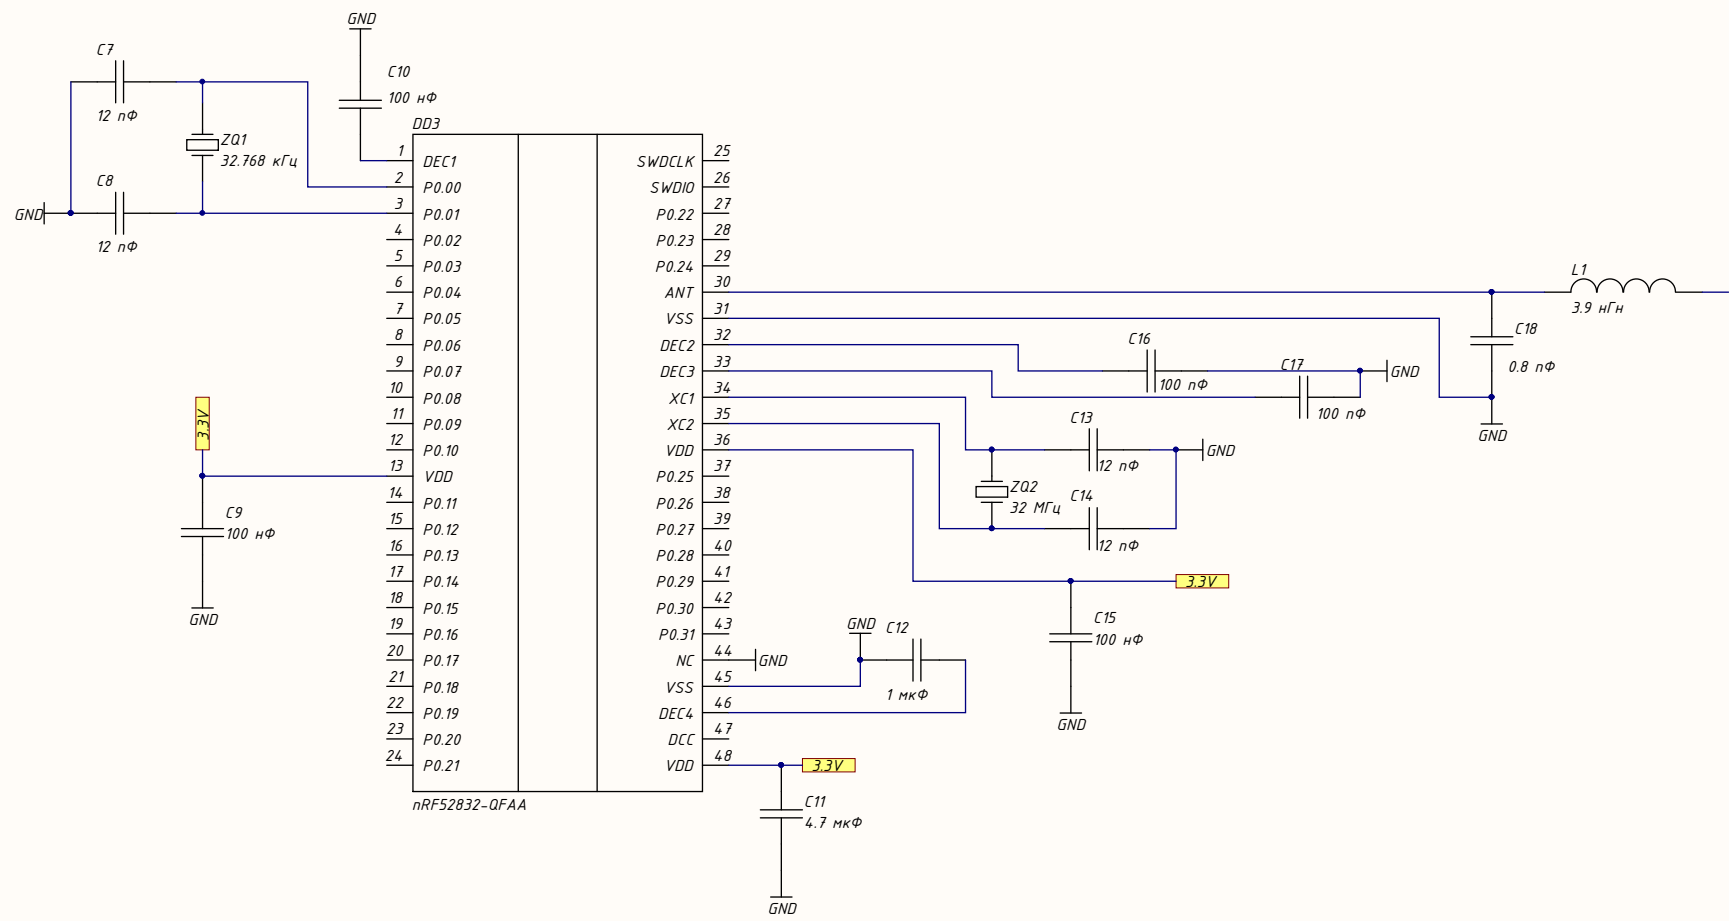 GND
C7
12 пФ
ZQ1
32.768 кГц
C8
GND
12 пФ
C10
100 нФ
DD3
1 DEC1
2 P0.00
3 P0.01
4 P0.02
5 P0.03
6 P0.04
7 P0.05
8 P0.06
9 P0.07
10 P0.08
11 P0.09
12 P0.10
13 VDD
14 P0.11
15 P0.12
16 P0.13
17 P0.14
18 P0.15
19 P0.16
20 P0.17
21 P0.18
22 P0.19
23 P0.20
24 P0.21
SWDCLK 25
SWDIO 26
P0.22 27
P0.23 28
P0.24 29
ANT 30
VSS 31
DEC2 32
DEC3 33
XC1 34
XC2 35
VDD 36
P0.25 37
P0.26 38
P0.27 39
P0.28 40
P0.29 41
P0.30 42
P0.31 43
NC 44
VSS 45
DEC4 46
DCC 47
VDD 48
nRF52832-QFAA
3.3V
C9
100 нФ
GND
L1
3.9 нГн
C18
0.8 пФ
GND
C16
100 пФ
C17
100 пФ
GND
C13
12 пФ
GND
ZQ2
32 МГц
C14
12 пФ
3.3V
C15
100 нФ
GND
GND
GND
C12
1 мкФ
3.3V
C11
4.7 мкФ
GND